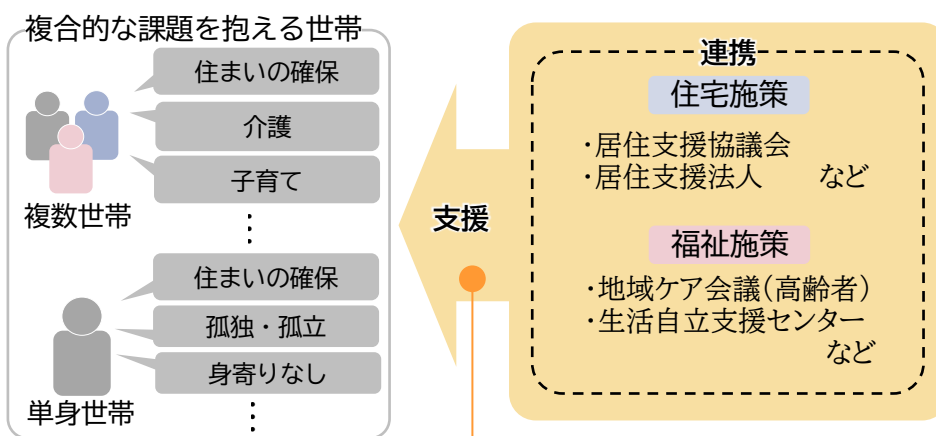 複合的な課題を抱える世帯
住まいの確保
介護
子育て
複数世帯
住まいの確保
孤独・孤立
身寄りなし
単身世帯
支援
連携
住宅施策
・居住支援協議会
・居住支援法人 など
福祉施策
・地域ケア会議(高齢者)
・生活自立支援センター
など